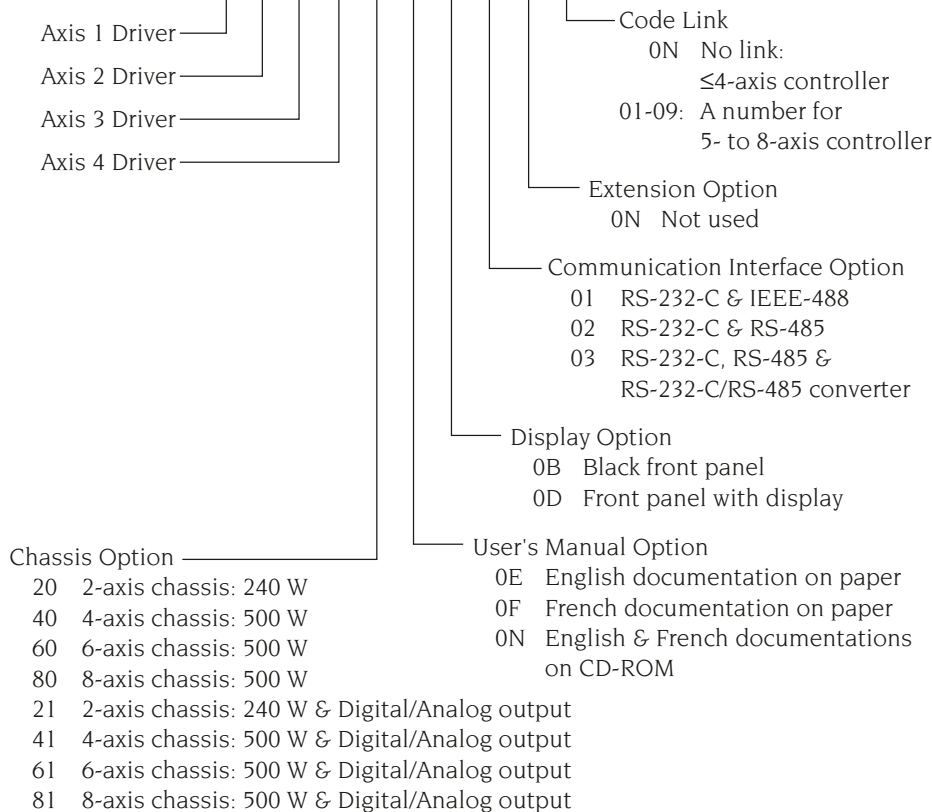 Axis 1 Driver
Axis 2 Driver
Axis 3 Driver
Axis 4 Driver
Code Link
0N No link:
≤4-axis controller
01-09: A number for
5- to 8-axis controller
Extension Option
0N Not used
Communication Interface Option
01 RS-232-C & IEEE-488
02 RS-232-C & RS-485
03 RS-232-C, RS-485 &
RS-232-C/RS-485 converter
Display Option
0B Black front panel
0D Front panel with display
User's Manual Option
0E English documentation on paper
0F French documentation on paper
0N English & French documentations
on CD-ROM
Chassis Option
20 2-axis chassis: 240 W
40 4-axis chassis: 500 W
60 6-axis chassis: 500 W
80 8-axis chassis: 500 W
21 2-axis chassis: 240 W & Digital/Analog output
41 4-axis chassis: 500 W & Digital/Analog output
61 6-axis chassis: 500 W & Digital/Analog output
81 8-axis chassis: 500 W & Digital/Analog output